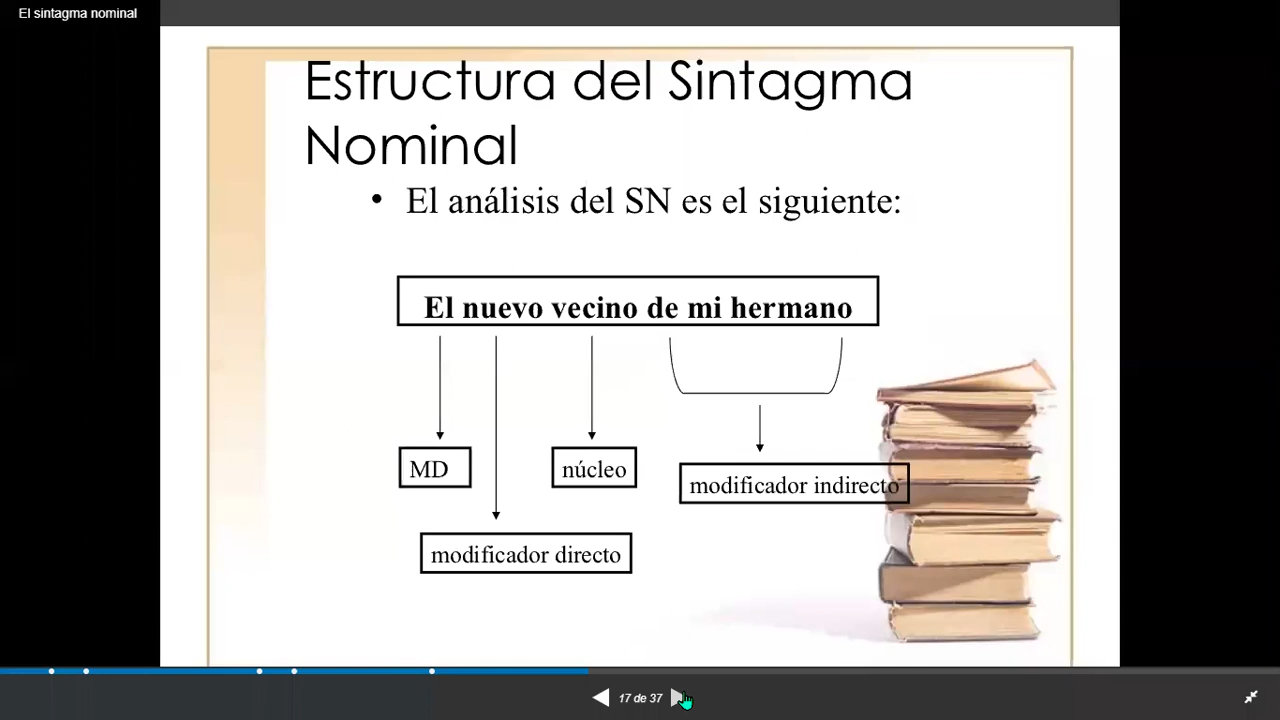 El sintagma nominal
Estructura del Sintagma
Nominal
• El análisis del SN es el siguiente:
El nuevo vecino de mi hermano
MD
núcleo
modificador indirecto
modificador directo
17 de 37